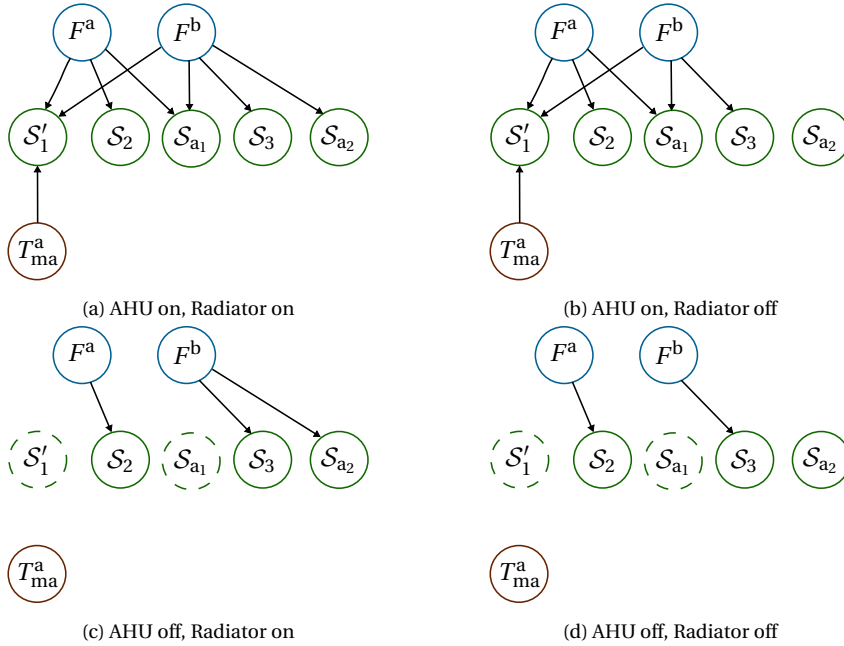 Fᵃ Fᵇ Fᵃ Fᵇ
𝒮′₁ 𝒮₂ 𝒮ₐ₁ 𝒮₃ 𝒮ₐ₂ 𝒮′₁ 𝒮₂ 𝒮ₐ₁ 𝒮₃ 𝒮ₐ₂
Tᵃₘₐ Tᵃₘₐ
(a) AHU on, Radiator on (b) AHU on, Radiator off
Fᵃ Fᵇ Fᵃ Fᵇ
𝒮′₁ 𝒮₂ 𝒮ₐ₁ 𝒮₃ 𝒮ₐ₂ 𝒮′₁ 𝒮₂ 𝒮ₐ₁ 𝒮₃ 𝒮ₐ₂
Tᵃₘₐ Tᵃₘₐ
(c) AHU off, Radiator on (d) AHU off, Radiator off